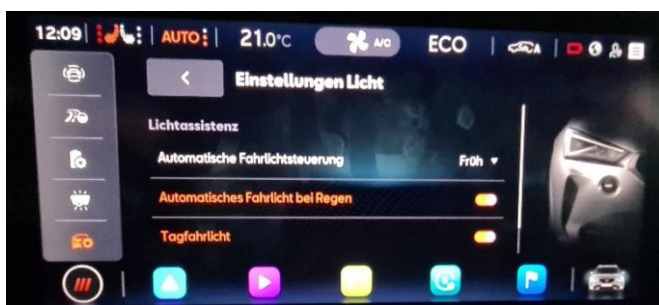 12:09 AUTO 21.0°C A/C ECO A
Einstellungen Licht
Lichtassistenz
Automatische Fahrlichtsteuerung Früh
Automatisches Fahrlicht bei Regen
Tagfahrlicht